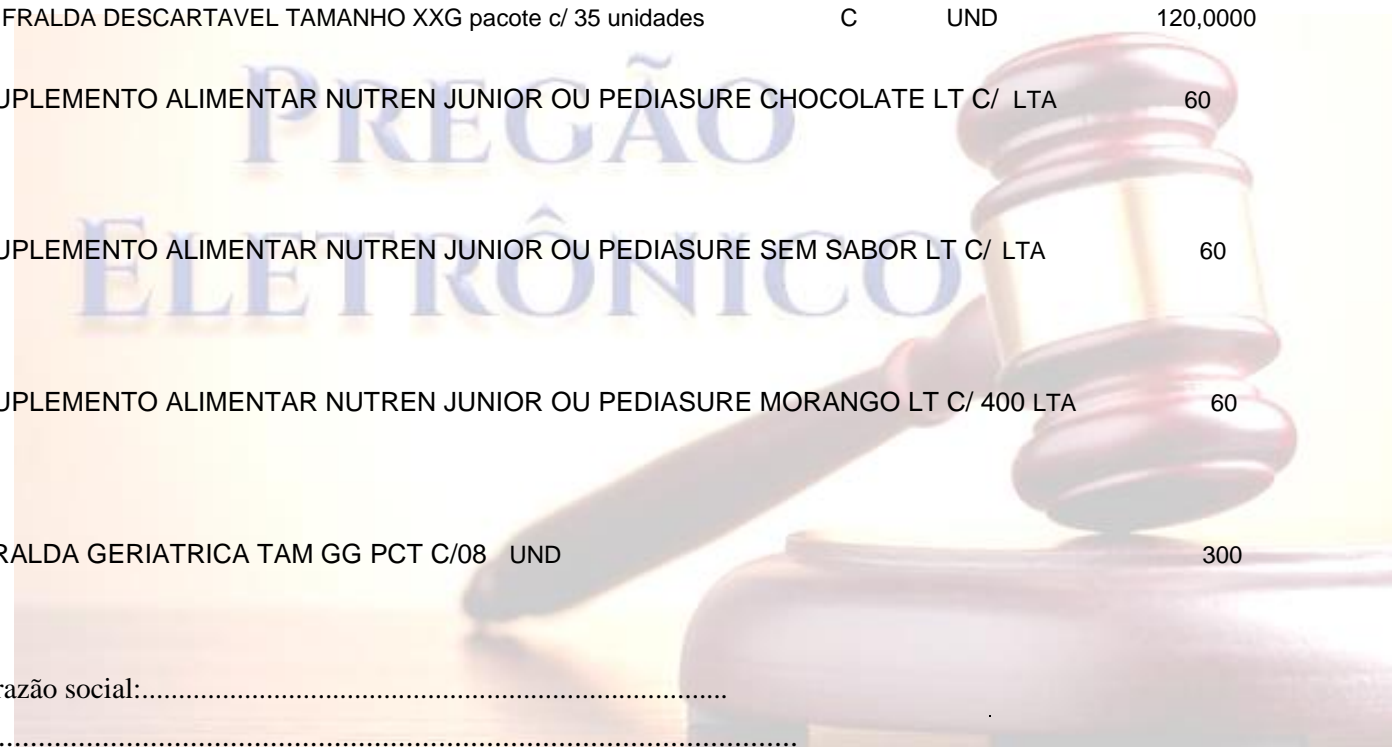 FRALDA DESCARTAVEL TAMANHO XXG pacote c/ 35 unidades C UND 120,0000
UPLEMENTO ALIMENTAR NUTREN JUNIOR OU PEDIASURE CHOCOLATE LT C/ LTA 60
PREGÃO
UPLEMENTO ALIMENTAR NUTREN JUNIOR OU PEDIASURE SEM SABOR LT C/ LTA 60
ELETRÔNICO
UPLEMENTO ALIMENTAR NUTREN JUNIOR OU PEDIASURE MORANGO LT C/ 400 LTA 60
RALDA GERIATRICA TAM GG PCT C/08 UND 300
razão social:................................................................................
.............................................................................................................